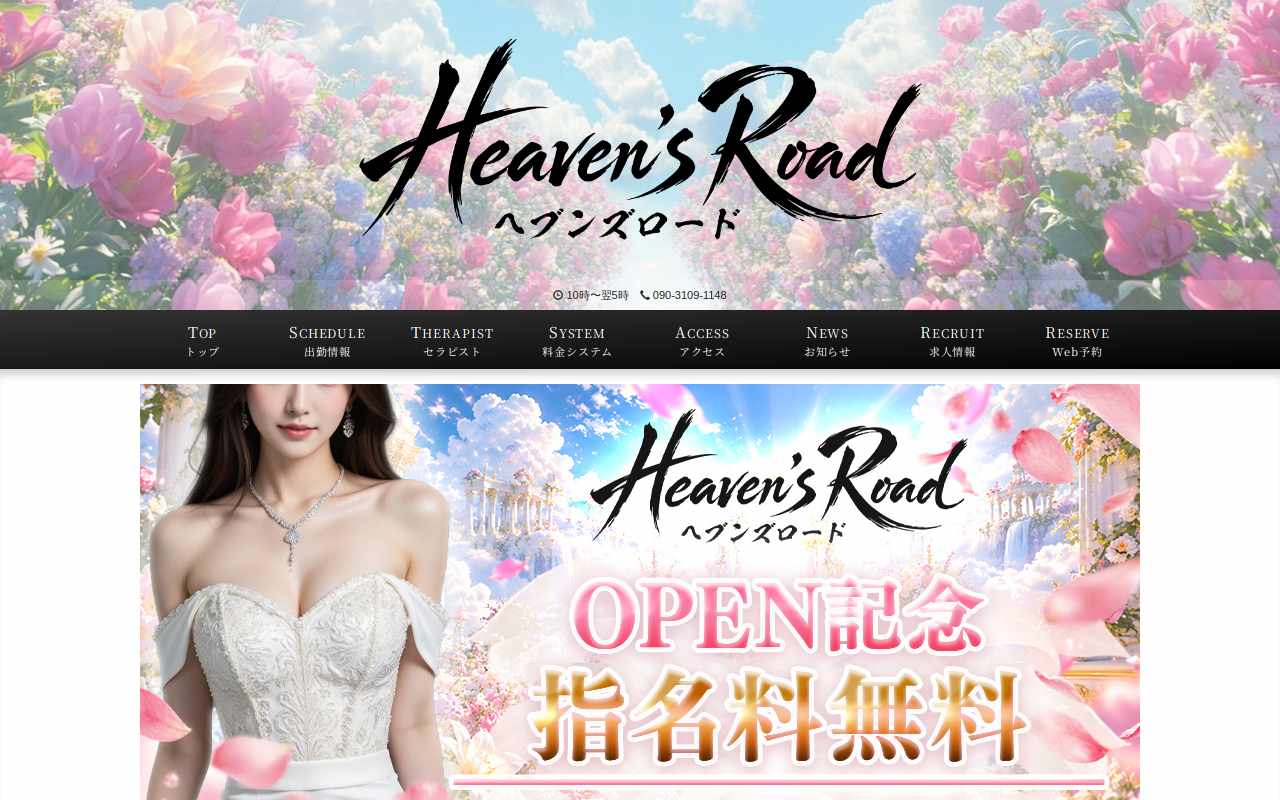 Heaven's Road
ヘブンズロード
10時〜翌5時 090-3109-1148
TOP SCHEDULE THERAPIST SYSTEM ACCESS NEWS RECRUIT RESERVE
トップ 出勤情報 セラピスト 料金システム アクセス お知らせ 求人情報 Web予約
Heaven's Road
ヘブンズロード
OPEN記念
指名料無料